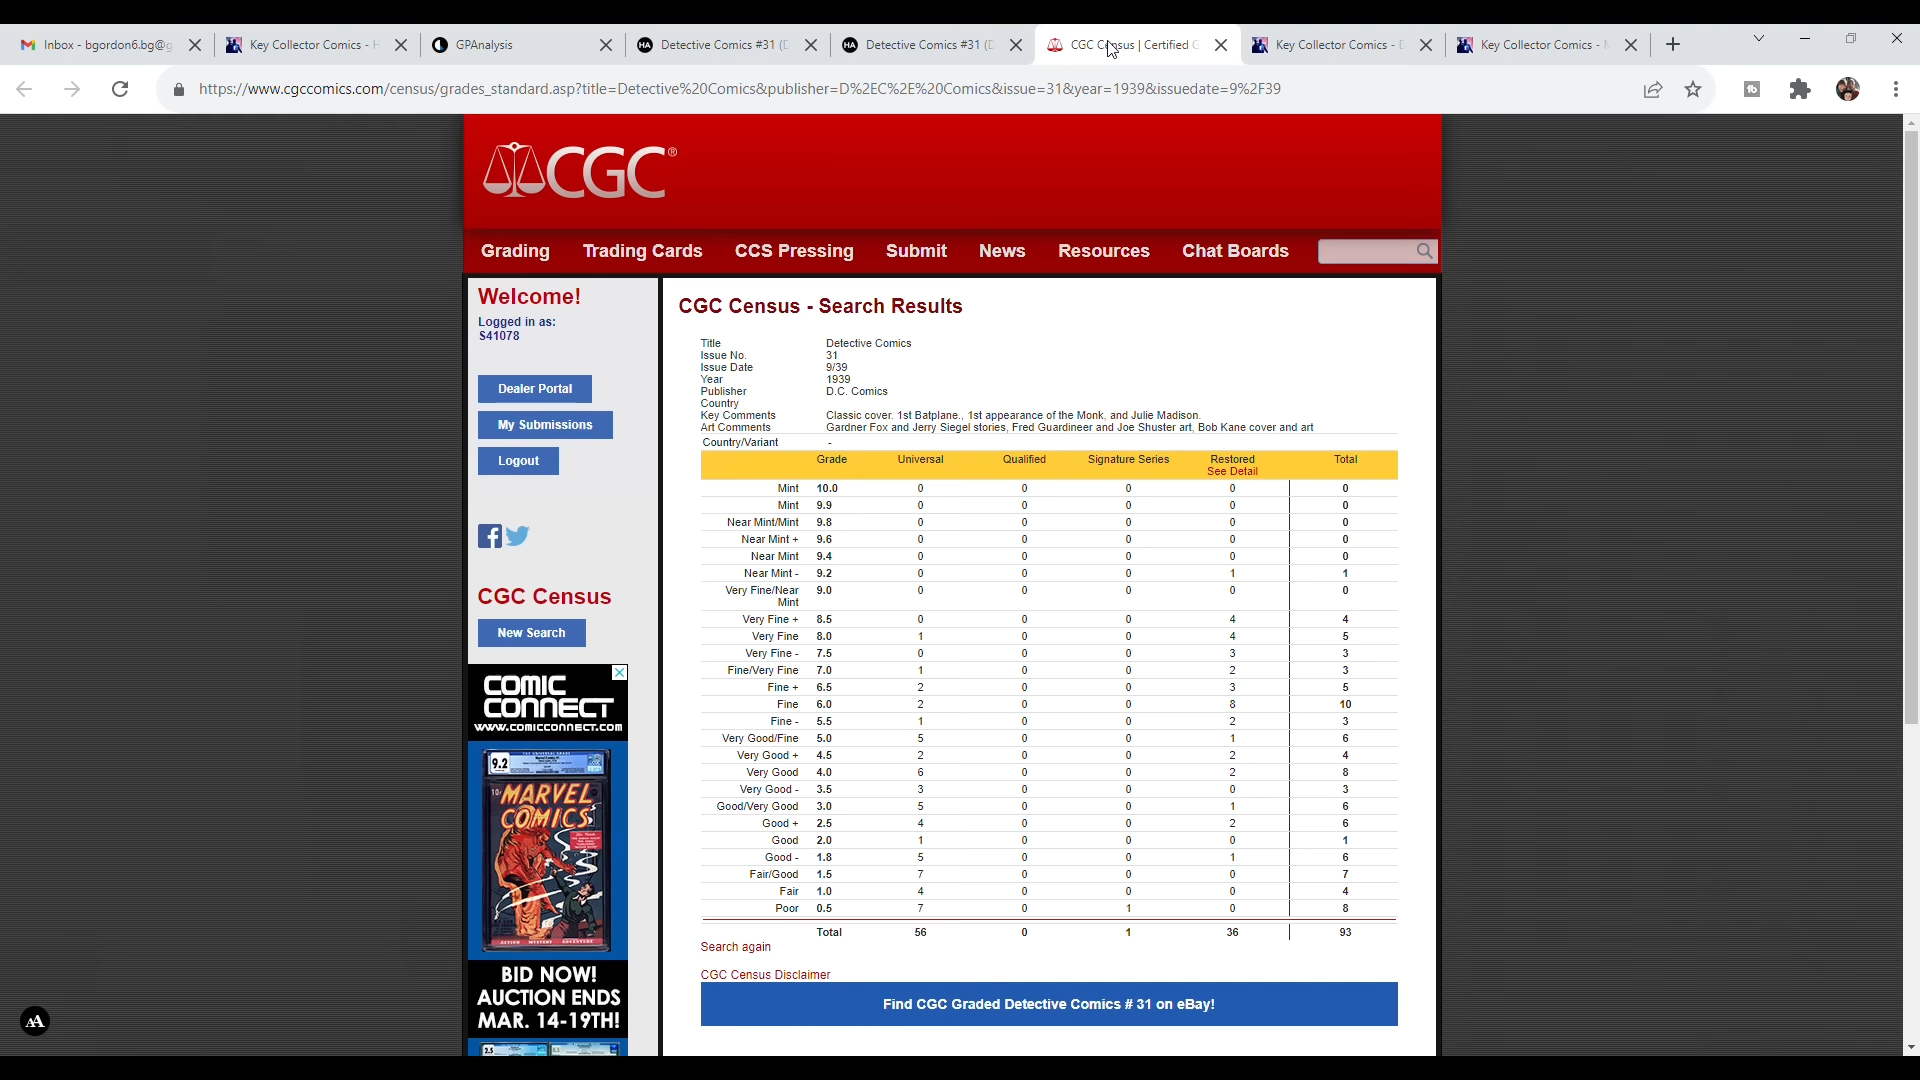 Inbox - bgordon6.bg@g
Key Collector Comics - H
GPAnalysis
Detective Comics #31 (D
Detective Comics #31 (D
CGC Census | Certified G
Key Collector Comics - D
Key Collector Comics -
https://www.cgccomics.com/census/grades_standard.asp?title=Detective%20Comics&publisher=D%2EC%2E%20Comics&issue=31&year=1939&issuedate=9%2F39
CGC®
Grading Trading Cards CCS Pressing Submit News Resources Chat Boards
Welcome!
Logged in as:
S41078
Dealer Portal
My Submissions
Logout
CGC Census
New Search
COMIC
CONNECT
www.comicconnect.com
9.2
MARVEL
COMICS
ACTION MYSTERY ADVENTURE
BID NOW!
AUCTION ENDS
MAR. 14-19TH!
2.5
CGC Census - Search Results
Title Detective Comics
Issue No. 31
Issue Date 9/39
Year 1939
Publisher D.C. Comics
Country
Key Comments Classic cover. 1st Batplane., 1st appearance of the Monk, and Julie Madison.
Art Comments Gardner Fox and Jerry Siegel stories, Fred Guardineer and Joe Shuster art, Bob Kane cover and art
Country/Variant -
Grade Universal Qualified Signature Series Restored Total
See Detail
Mint 10.0 0 0 0 0 0
Mint 9.9 0 0 0 0 0
Near Mint/Mint 9.8 0 0 0 0 0
Near Mint + 9.6 0 0 0 0 0
Near Mint 9.4 0 0 0 0 0
Near Mint - 9.2 0 0 0 1 1
Very Fine/Near 9.0 0 0 0 0 0
Mint
Very Fine + 8.5 0 0 0 4 4
Very Fine 8.0 1 0 0 4 5
Very Fine - 7.5 0 0 0 3 3
Fine/Very Fine 7.0 1 0 0 2 3
Fine + 6.5 2 0 0 3 5
Fine 6.0 2 0 0 8 10
Fine - 5.5 1 0 0 2 3
Very Good/Fine 5.0 5 0 0 1 6
Very Good + 4.5 2 0 0 2 4
Very Good 4.0 6 0 0 2 8
Very Good - 3.5 3 0 0 0 3
Good/Very Good 3.0 5 0 0 1 6
Good + 2.5 4 0 0 2 6
Good 2.0 1 0 0 0 1
Good - 1.8 5 0 0 1 6
Fair/Good 1.5 7 0 0 0 7
Fair 1.0 4 0 0 0 4
Poor 0.5 7 0 1 0 8
Total 56 0 1 36 93
Search again
CGC Census Disclaimer
Find CGC Graded Detective Comics # 31 on eBay!
AA